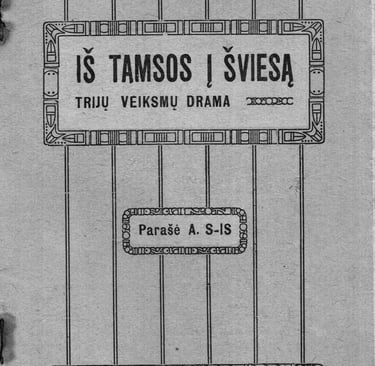 IŠ TAMSOS Į ŠVIESĄ
TRIJŲ VEIKSMŲ DRAMA
Parašė A. S-IS